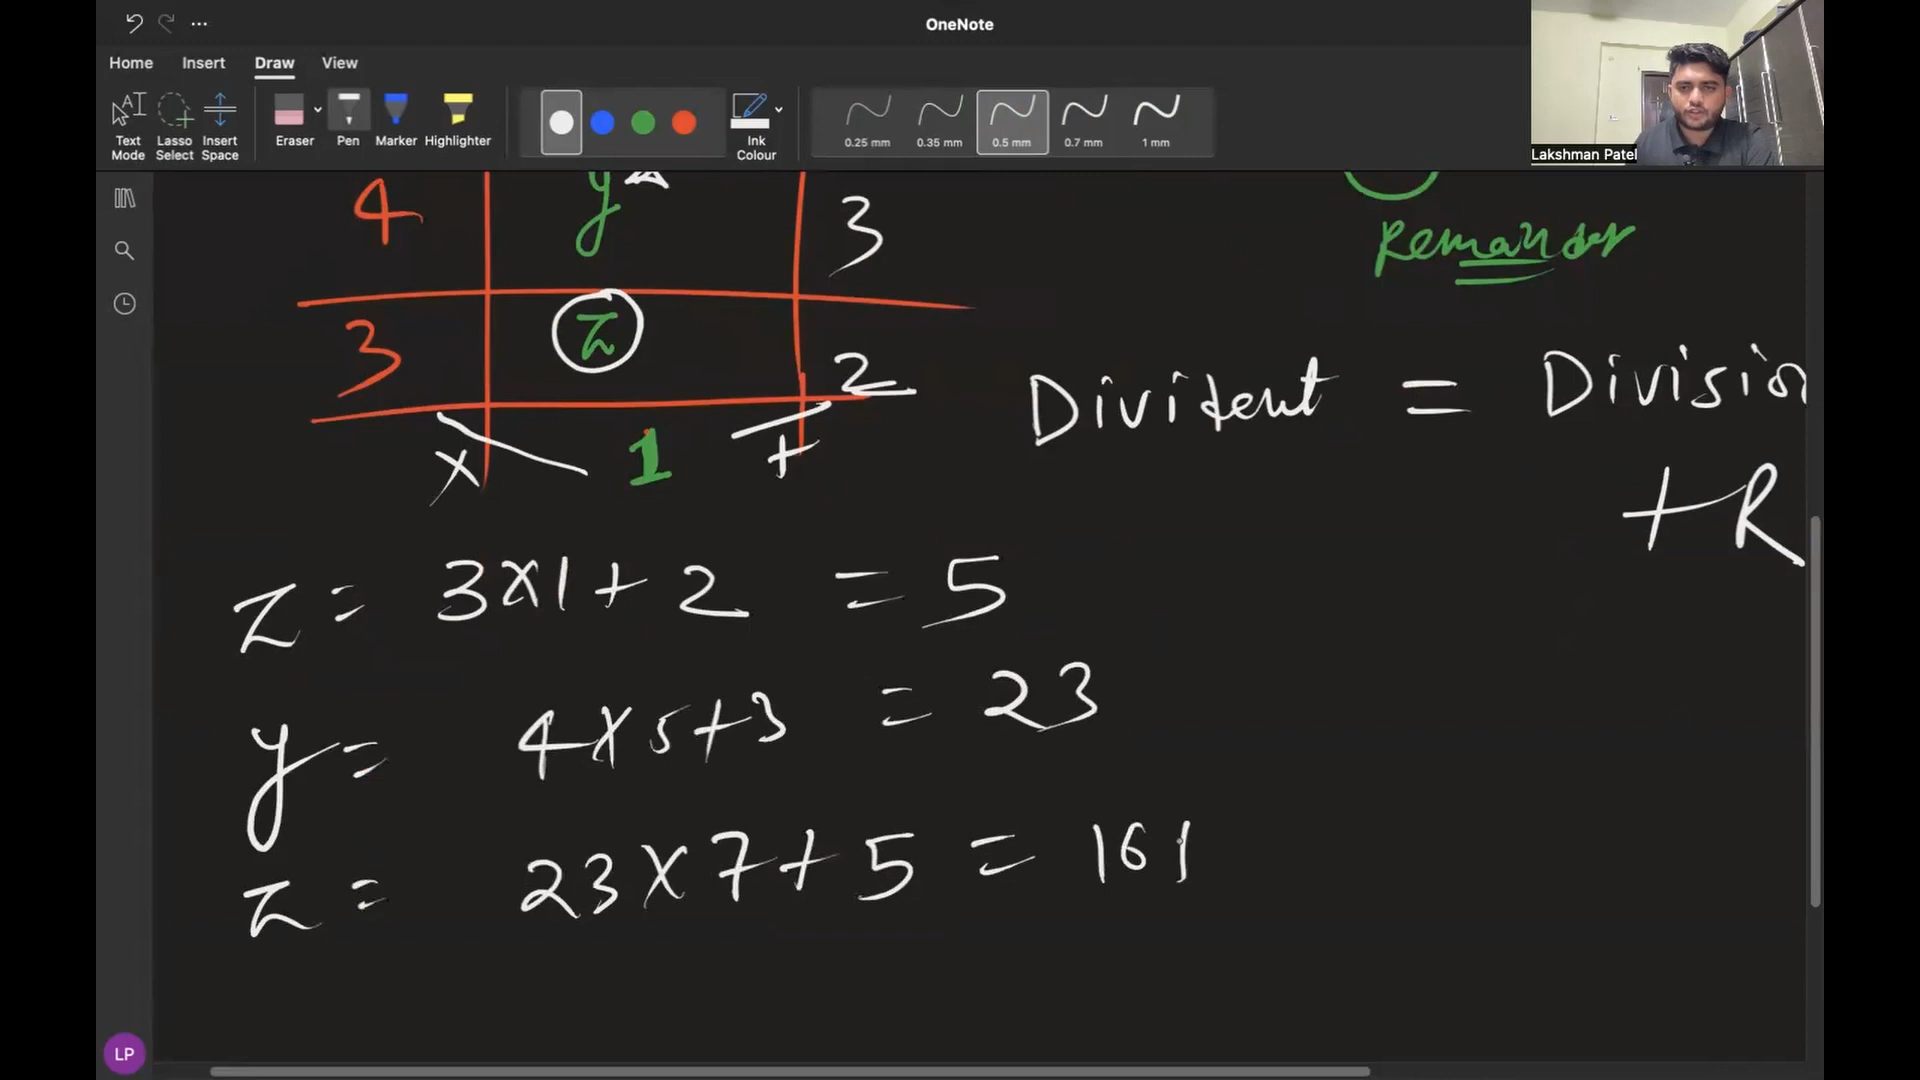 OneNote
Home Insert Draw View
Text Mode
Lasso Select
Insert Space
Eraser
Pen
Marker
Highlighter
Ink Colour
0.25 mm 0.35 mm 0.5 mm 0.7 mm 1 mm
Lakshman Patel
4 y 3
Remander
3 z 2
Divident = Division
x 1 +
+R
z = 3x1+2 = 5
y = 4x5+3 = 23
z = 23x7+5 = 161
LP